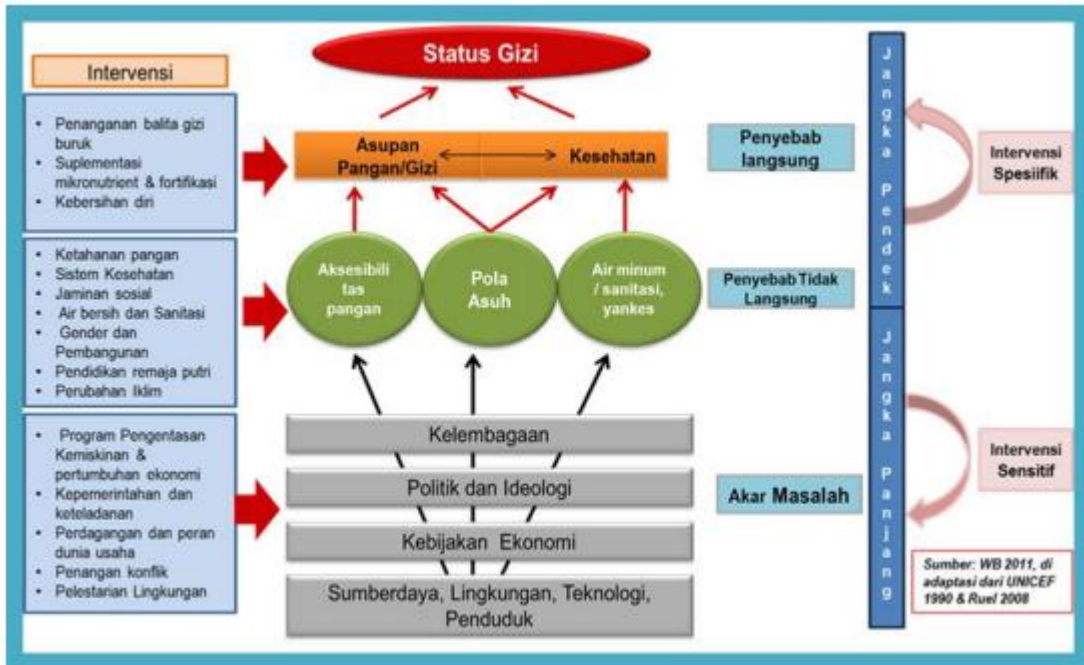 Status Gizi
Intervensi
• Penanganan balita gizi
buruk
• Suplementasi
mikronutrient & fortifikasi
• Kebersihan diri
Asupan
Pangan/Gizi
Kesehatan
Penyebab
langsung
• Ketahanan pangan
• Sistem Kesehatan
• Jaminan sosial
• Air bersih dan Sanitasi
• Gender dan
Pembangunan
• Pendidikan remaja putri
• Perubahan Iklim
Aksesibili
tas
pangan
Pola
Asuh
Air minum
/ sanitasi,
yankes
Penyebab Tidak
Langsung
• Program Pengentasan
Kemiskinan &
pertumbuhan ekonomi
• Kepemerintahan dan
keteladanan
• Perdagangan dan peran
dunia usaha
• Penangan konflik
• Pelestarian Lingkungan
Kelembagaan
Politik dan Ideologi
Kebijakan Ekonomi
Sumberdaya, Lingkungan, Teknologi,
Penduduk
Akar Masalah
Jangka Pendek
Jangka Panjang
Intervensi
Spesiifik
Intervensi
Sensitif
Sumber: WB 2011, di
adaptasi dari UNICEF
1990 & Ruel 2008